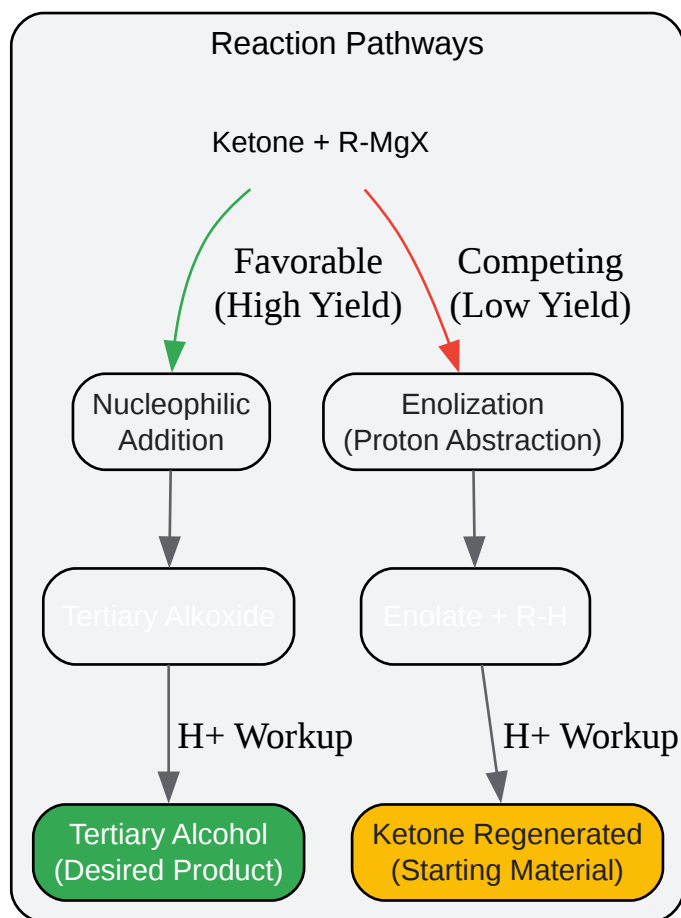 Reaction Pathways
Ketone + R-MgX
Favorable
(High Yield)
Competing
(Low Yield)
Nucleophilic
Addition
Enolization
(Proton Abstraction)
Tertiary Alkoxide
Enolate + R-H
H+ Workup
H+ Workup
Tertiary Alcohol
(Desired Product)
Ketone Regenerated
(Starting Material)